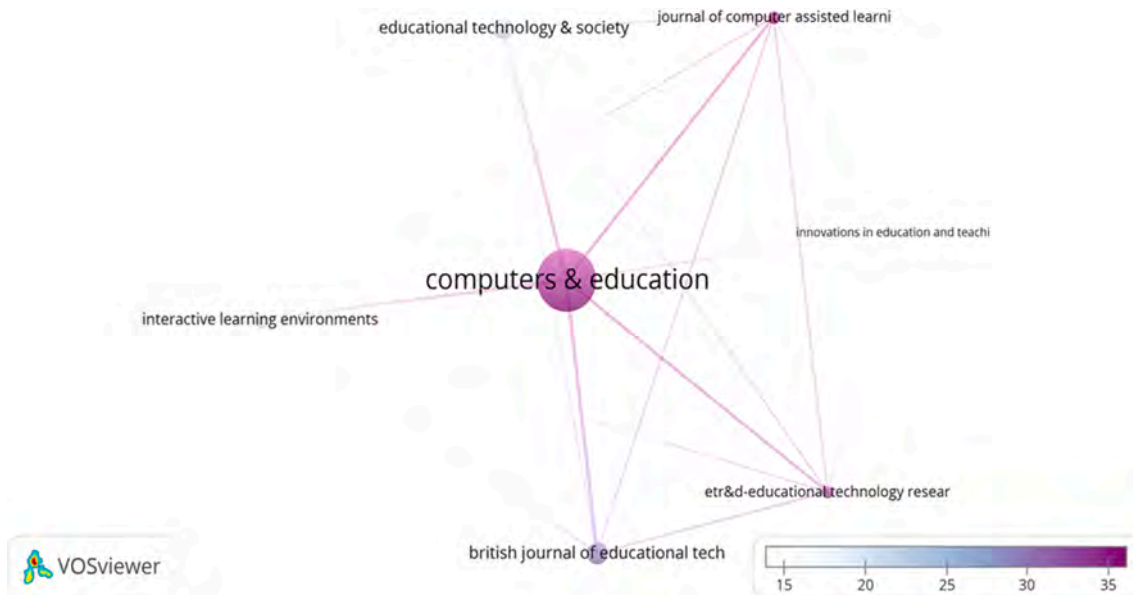 journal of computer assisted learni
educational technology & society
innovations in education and teachi
computers & education
interactive learning environments
etr&d-educational technology resear
british journal of educational tech
VOSviewer
15 20 25 30 35